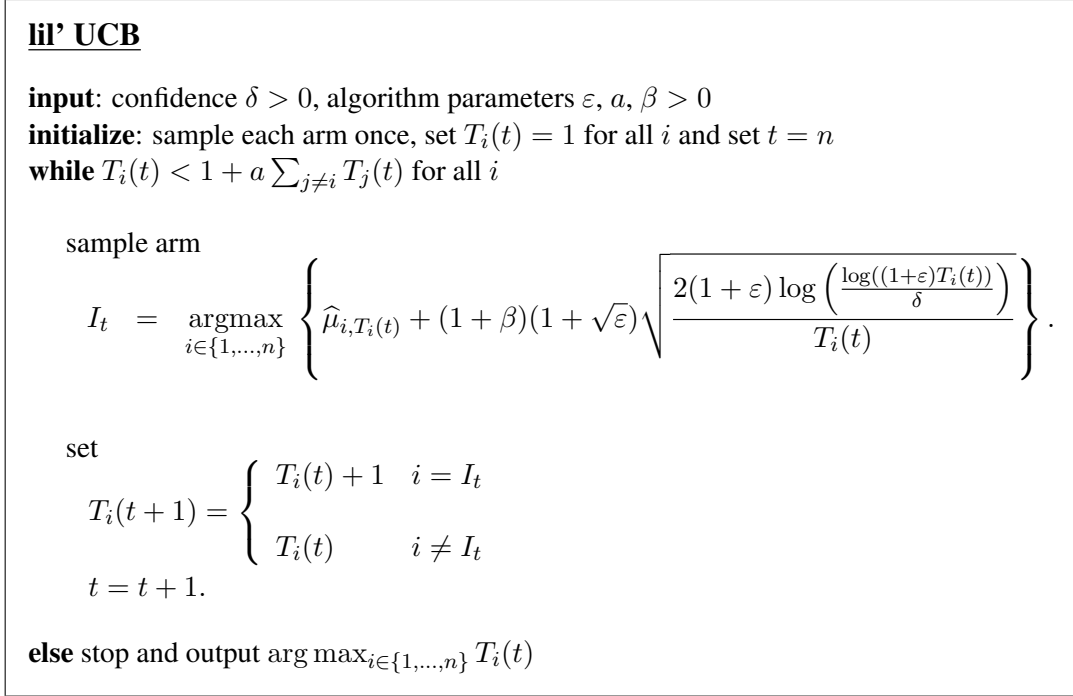 lil' UCB
input: confidence δ > 0, algorithm parameters ε, a, β > 0
initialize: sample each arm once, set T_i(t) = 1 for all i and set t = n
while T_i(t) < 1 + a ∑_{j≠i} T_j(t) for all i
sample arm
I_t = argmax_{i∈{1,...,n}} { μ̂_{i,T_i(t)} + (1 + β)(1 + √ε) √( 2(1 + ε) log( log((1+ε)T_i(t)) / δ ) / T_i(t) ) } .
set
T_i(t + 1) = { T_i(t) + 1   i = I_t
T_i(t)   i ≠ I_t
t = t + 1.
else stop and output arg max_{i∈{1,...,n}} T_i(t)